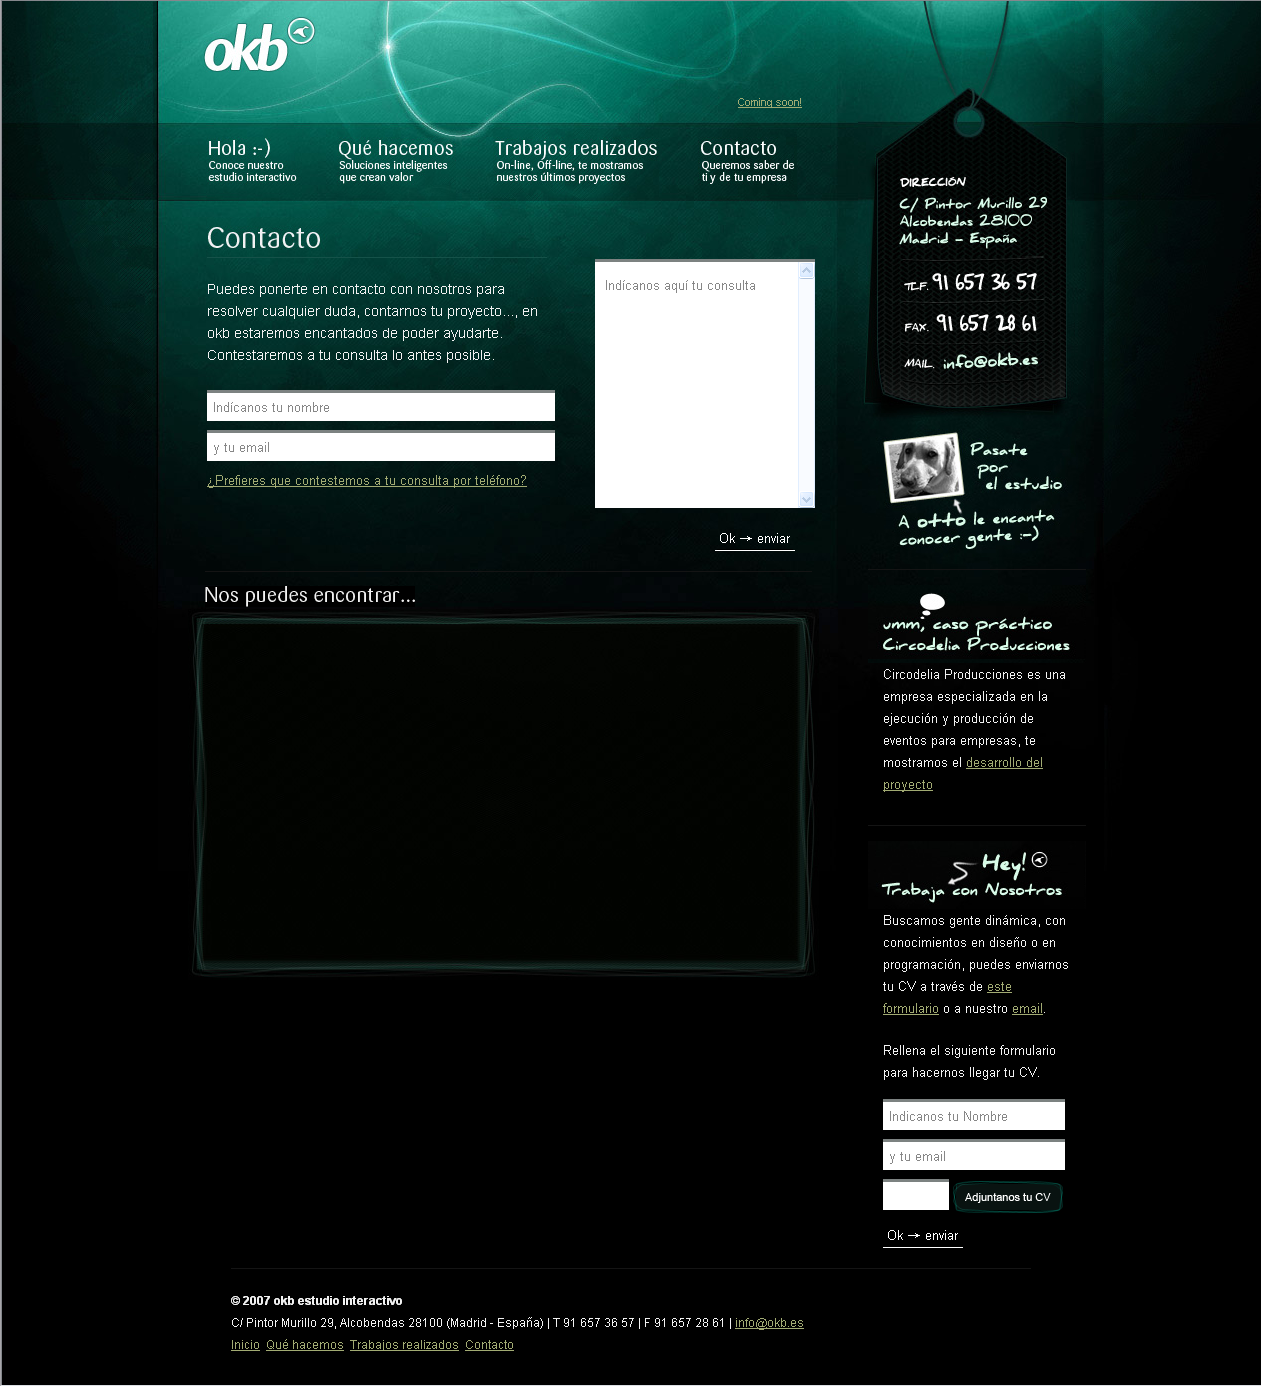 okb
Coming soon!
Hola :-)
Conoce nuestro
estudio interactivo
Qué hacemos
Soluciones inteligentes
que crean valor
Trabajos realizados
On-line, Off-line, te mostramos
nuestros últimos proyectos
Contacto
Queremos saber de
ti y de tu empresa
Contacto
Puedes ponerte en contacto con nosotros para
resolver cualquier duda, contarnos tu proyecto..., en
okb estaremos encantados de poder ayudarte.
Contestaremos a tu consulta lo antes posible.
Indícanos tu nombre
y tu email
¿Prefieres que contestemos a tu consulta por teléfono?
Indícanos aquí tu consulta
Ok → enviar
Nos puedes encontrar...
DIRECCIÓN
C/ Pintor Murillo 29
Alcobendas 28100
Madrid - España
TLF. 91 657 36 57
FAX. 91 657 28 61
MAIL. info@okb.es
Pasate
por
el estudio
A otto le encanta
conocer gente :-)
umm, caso práctico
Circodelia Producciones
Circodelia Producciones es una
empresa especializada en la
ejecución y producción de
eventos para empresas, te
mostramos el desarrollo del
proyecto
Hey!
Trabaja con Nosotros
Buscamos gente dinámica, con
conocimientos en diseño o en
programación, puedes enviarnos
tu CV a través de este
formulario o a nuestro email.
Rellena el siguiente formulario
para hacernos llegar tu CV.
Indicanos tu Nombre
y tu email
Adjuntanos tu CV
Ok → enviar
© 2007 okb estudio interactivo
C/ Pintor Murillo 29, Alcobendas 28100 (Madrid - España) | T 91 657 36 57 | F 91 657 28 61 | info@okb.es
Inicio Qué hacemos Trabajos realizados Contacto